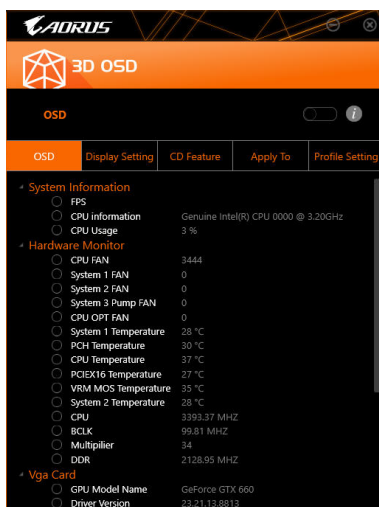 AORUS
3D OSD
OSD
i
OSD Display Setting CD Feature Apply To Profile Setting
System Information
FPS
CPU information Genuine Intel(R) CPU 0000 @ 3.20GHz
CPU Usage 3 %
Hardware Monitor
CPU FAN 3444
System 1 FAN 0
System 2 FAN 0
System 3 Pump FAN 0
CPU OPT FAN 0
System 1 Temperature 28 °C
PCH Temperature 30 °C
CPU Temperature 37 °C
PCIEX16 Temperature 27 °C
VRM MOS Temperature 35 °C
System 2 Temperature 28 °C
CPU 3393.37 MHZ
BCLK 99.81 MHZ
Multipilier 34
DDR 2128.95 MHZ
Vga Card
GPU Model Name GeForce GTX 660
Driver Version 23.21.13.8813